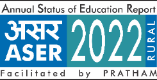 Annual Status of Education Report
असर
ASER
2022
RURAL
Facilitated by PRATHAM